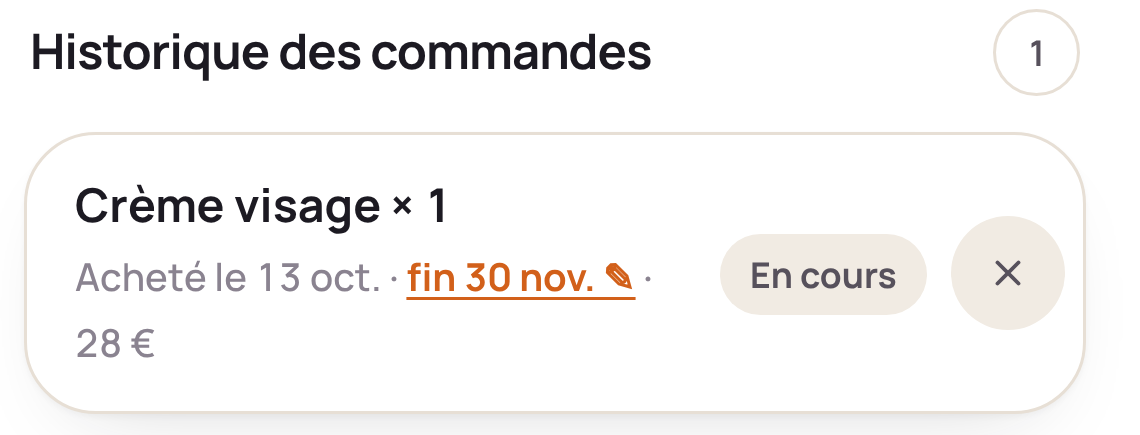 Historique des commandes
1
Crème visage × 1
Acheté le 13 oct. · fin 30 nov. ✎ ·
28 €
En cours
×